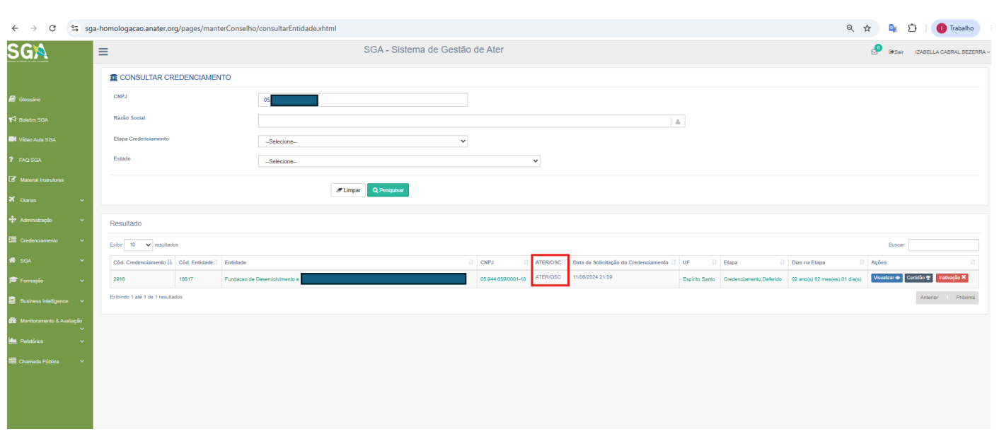 sga-homologacao.anater.org/pages/manterConselho/consultarEntidade.xhtml
Trabalho
SGA
SGA - Sistema de Gestão de Ater
0
Sair
IZABELLA CABRAL BEZERRA
CONSULTAR CREDENCIAMENTO
CNPJ
05
Razão Social
Etapa Credenciamento
--Selecione--
Estado
--Selecione--
Limpar
Pesquisar
Glossário
Boletim SGA
Vídeo Aula SGA
FAQ SGA
Material Instrutores
Diarias
Administração
Credenciamento
SGA
Formação
Business Intelligence
Monitoramento & Avaliação
Relatórios
Chamada Pública
Resultado
Exibir 10 resultados
Buscar:
Cód. Credenciamento Cód. Entidade Entidade CNPJ ATER/OSC Data da Solicitação do Credenciamento UF Etapa Dias na Etapa Ações
2916 16617 Fundacao de Desenvolvimento e 05.944.659/0001-10 ATER/OSC 11/06/2024 21:09 Espírito Santo Credenciamento Deferido 02 ano(s) 02 mes(es) 01 dia(s) Visualizar Certidão Inativação
Exibindo 1 até 1 de 1 resultados
Anterior 1 Próxima